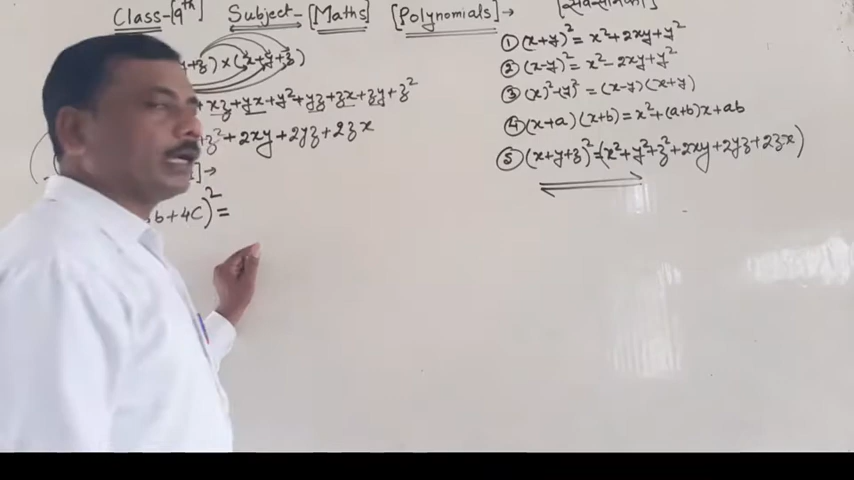 Class-[9th] Subject-[Maths] [Polynomials]→
+z)×(x+y+z)
+xz+yx+y²+yz+zx+zy+z²
z²+2xy+2yz+2zx
]→
b+4C)²=
① (x+y)²=x²+2xy+y²
② (x-y)²=x²-2xy+y²
③ (x)²-(y)²=(x-y)(x+y)
④ (x+a)(x+b)=x²+(a+b)x+ab
⑤ (x+y+z)²=(x²+y²+z²+2xy+2yz+2zx)